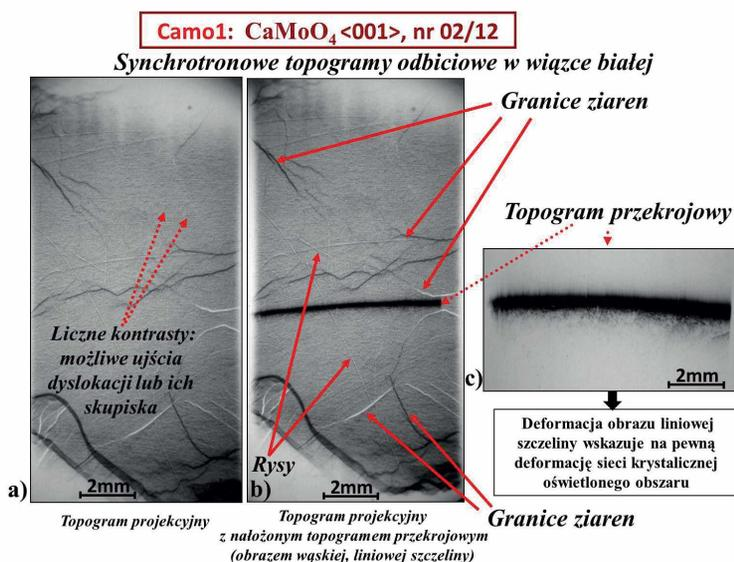 Camo1: CaMoO₄ <001>, nr 02/12
Synchrotronowe topogramy odbiciowe w wiązce białej
Granice ziaren
Topogram przekrojowy
Liczne kontrasty:
możliwe ujścia
dyslokacji lub ich
skupiska
Rysy
a)
2mm
b)
2mm
c)
2mm
Deformacja obrazu liniowej
szczeliny wskazuje na pewną
deformację sieci krystalicznej
oświetlonego obszaru
Granice ziaren
Topogram projekcyjny
Topogram projekcyjny
z nałożonym topogramem przekrojowym
(obrazem wąskiej, liniowej szczeliny)